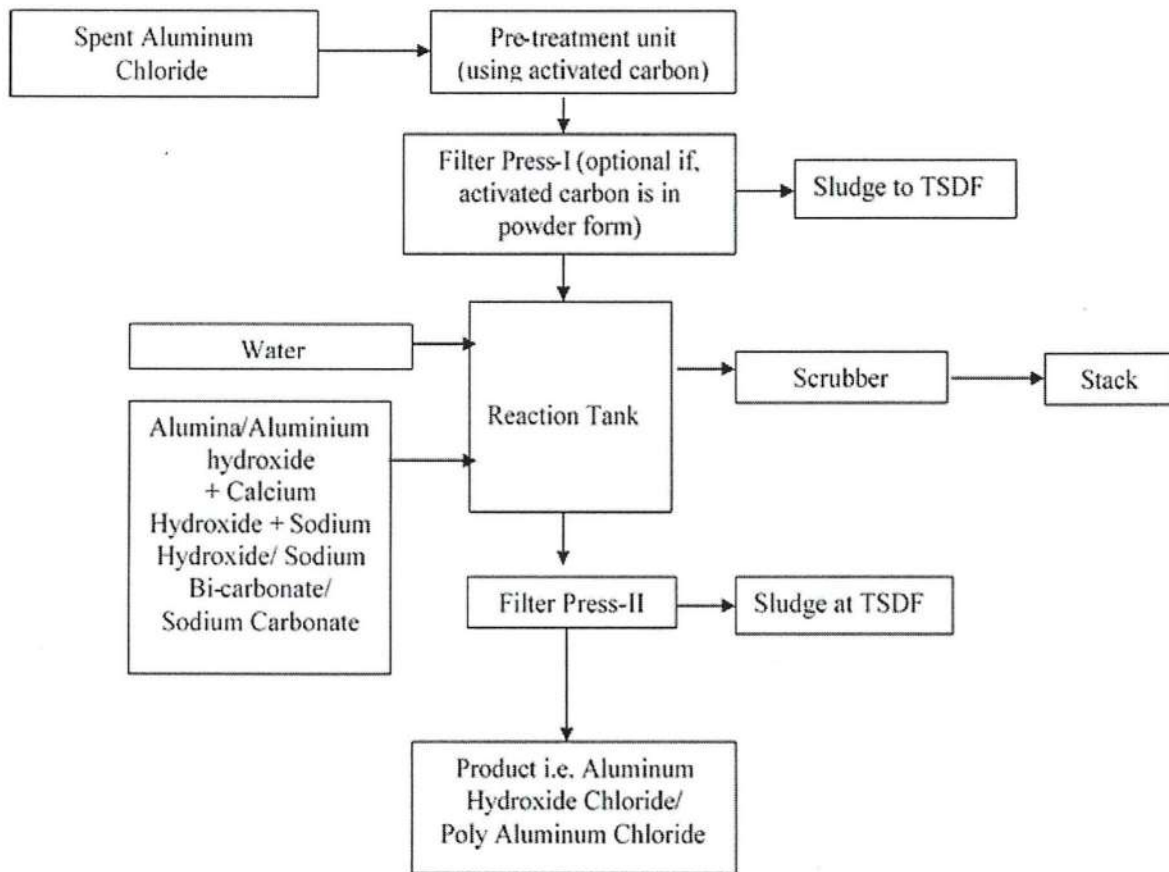 Spent Aluminum
Chloride
Pre-treatment unit
(using activated carbon)
Filter Press-I (optional if,
activated carbon is in
powder form)
Sludge to TSDF
Water
Reaction Tank
Scrubber
Stack
Alumina/Aluminium
hydroxide
+ Calcium
Hydroxide + Sodium
Hydroxide/ Sodium
Bi-carbonate/
Sodium Carbonate
Filter Press-II
Sludge at TSDF
Product i.e. Aluminum
Hydroxide Chloride/
Poly Aluminum Chloride